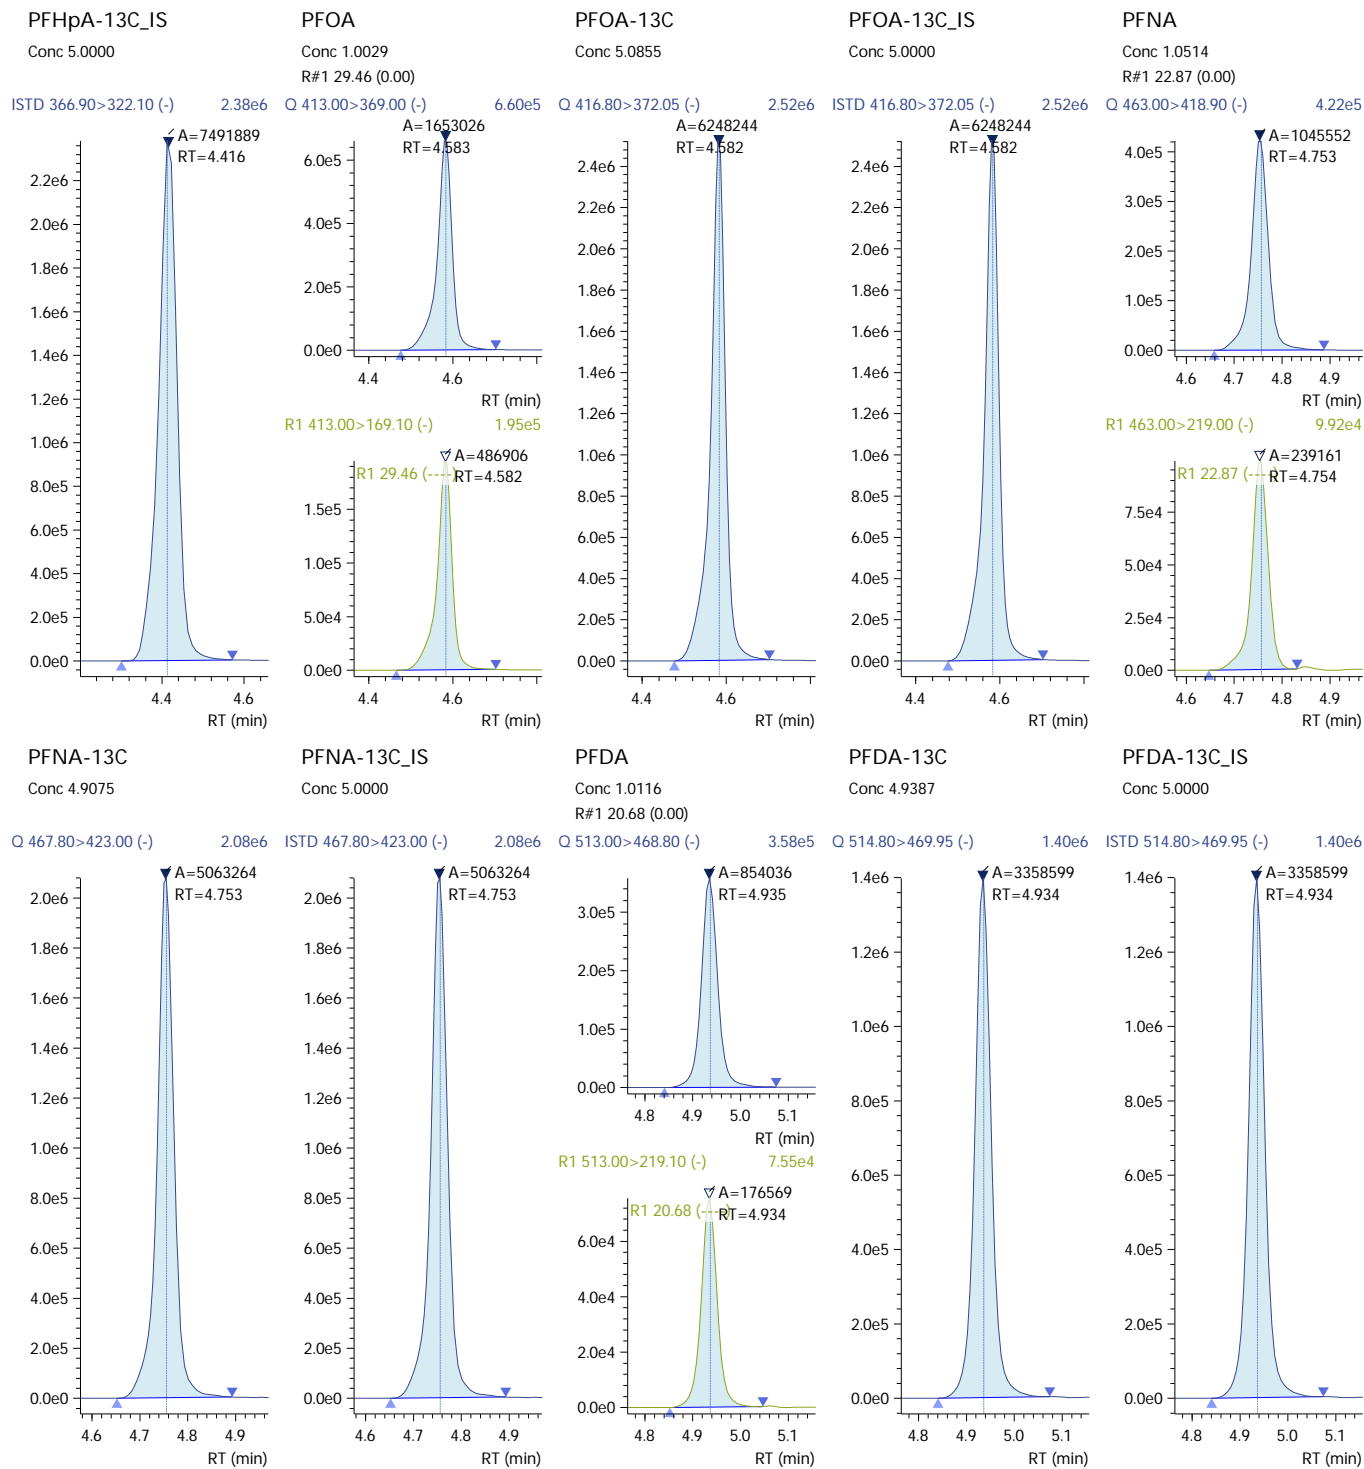 PFHpA-13C_IS
Conc 5.0000
ISTD 366.90>322.10 (-) 2.38e6
A=7491889
RT=4.416
2.2e6
2.0e6
1.8e6
1.6e6
1.4e6
1.2e6
1.0e6
8.0e5
6.0e5
4.0e5
2.0e5
0.0e0
4.4 4.6
RT (min)
PFOA
Conc 1.0029
R#1 29.46 (0.00)
Q 413.00>369.00 (-) 6.60e5
A=1653026
RT=4.583
6.0e5
4.0e5
2.0e5
0.0e0
4.4 4.6
RT (min)
R1 413.00>169.10 (-) 1.95e5
A=486906
R1 29.46 (----) RT=4.582
1.5e5
1.0e5
5.0e4
0.0e0
4.4 4.6
RT (min)
PFOA-13C
Conc 5.0855
Q 416.80>372.05 (-) 2.52e6
A=6248244
RT=4.582
2.4e6
2.2e6
2.0e6
1.8e6
1.6e6
1.4e6
1.2e6
1.0e6
8.0e5
6.0e5
4.0e5
2.0e5
0.0e0
4.4 4.6
RT (min)
PFOA-13C_IS
Conc 5.0000
ISTD 416.80>372.05 (-) 2.52e6
A=6248244
RT=4.582
2.4e6
2.2e6
2.0e6
1.8e6
1.6e6
1.4e6
1.2e6
1.0e6
8.0e5
6.0e5
4.0e5
2.0e5
0.0e0
4.4 4.6
RT (min)
PFNA
Conc 1.0514
R#1 22.87 (0.00)
Q 463.00>418.90 (-) 4.22e5
A=1045552
RT=4.753
4.0e5
3.0e5
2.0e5
1.0e5
0.0e0
4.6 4.7 4.8 4.9
RT (min)
R1 463.00>219.00 (-) 9.92e4
A=239161
R1 22.87 (----) RT=4.754
7.5e4
5.0e4
2.5e4
0.0e0
4.6 4.7 4.8 4.9
RT (min)
PFNA-13C
Conc 4.9075
Q 467.80>423.00 (-) 2.08e6
A=5063264
RT=4.753
2.0e6
1.8e6
1.6e6
1.4e6
1.2e6
1.0e6
8.0e5
6.0e5
4.0e5
2.0e5
0.0e0
4.6 4.7 4.8 4.9
RT (min)
PFNA-13C_IS
Conc 5.0000
ISTD 467.80>423.00 (-) 2.08e6
A=5063264
RT=4.753
2.0e6
1.8e6
1.6e6
1.4e6
1.2e6
1.0e6
8.0e5
6.0e5
4.0e5
2.0e5
0.0e0
4.6 4.7 4.8 4.9
RT (min)
PFDA
Conc 1.0116
R#1 20.68 (0.00)
Q 513.00>468.80 (-) 3.58e5
A=854036
RT=4.935
3.0e5
2.0e5
1.0e5
0.0e0
4.8 4.9 5.0 5.1
RT (min)
R1 513.00>219.10 (-) 7.55e4
A=176569
R1 20.68 (----) RT=4.934
6.0e4
4.0e4
2.0e4
0.0e0
4.8 4.9 5.0 5.1
RT (min)
PFDA-13C
Conc 4.9387
Q 514.80>469.95 (-) 1.40e6
A=3358599
RT=4.934
1.4e6
1.2e6
1.0e6
8.0e5
6.0e5
4.0e5
2.0e5
0.0e0
4.8 4.9 5.0 5.1
RT (min)
PFDA-13C_IS
Conc 5.0000
ISTD 514.80>469.95 (-) 1.40e6
A=3358599
RT=4.934
1.4e6
1.2e6
1.0e6
8.0e5
6.0e5
4.0e5
2.0e5
0.0e0
4.8 4.9 5.0 5.1
RT (min)